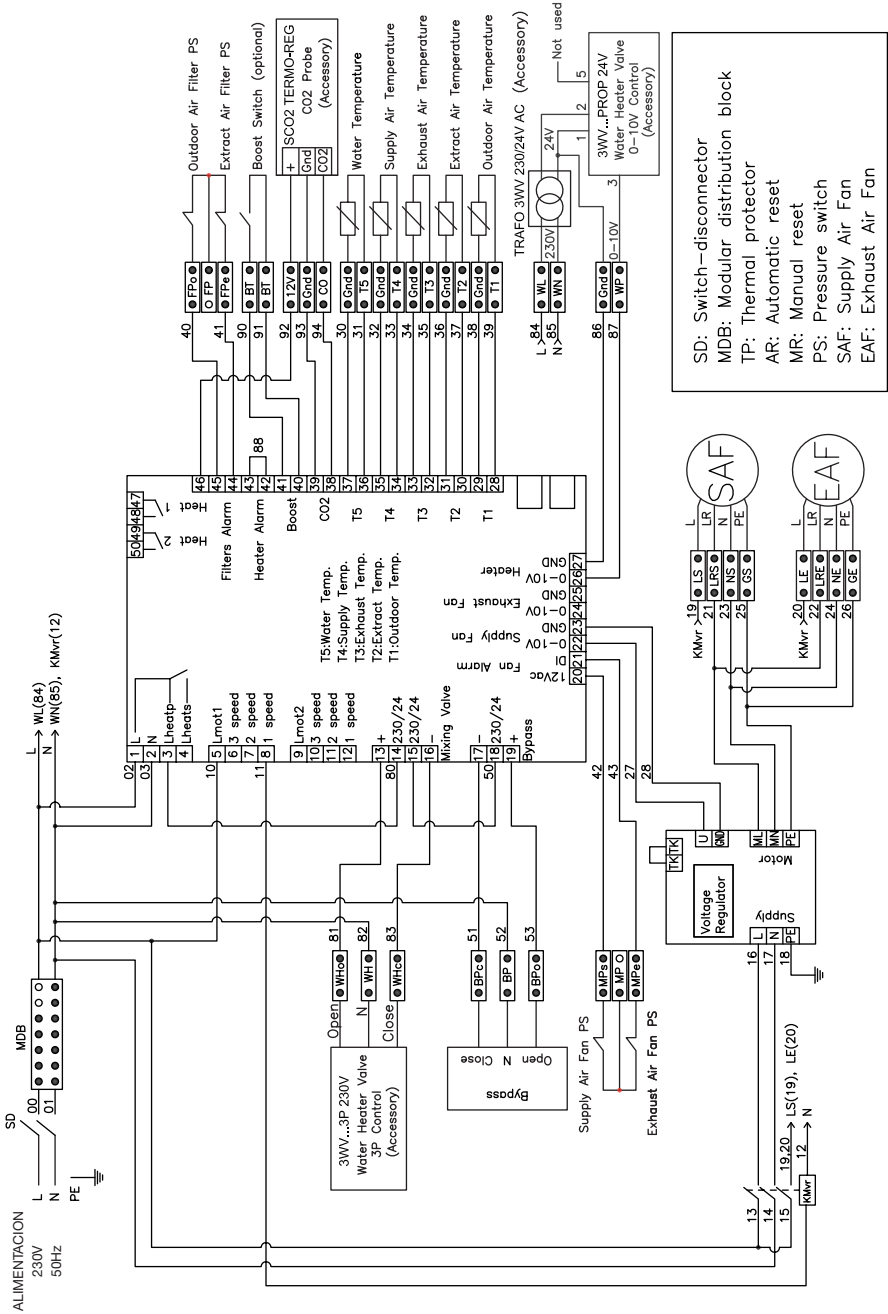 ALIMENTACION
230V
50Hz
L
N
PE
SD
00
01
MDB
L
WL(84)
N
WN(85), KMvr(12)
02
03
10
11
80
50
1 L
2 N
3 Lheatp
4 Lheats
5 Lmot1
6 3 speed
7 2 speed
8 1 speed
9 Lmot2
10 3 speed
11 2 speed
12 1 speed
13 +
14 230/24
15 230/24
16 -
Mixing Valve
17 -
18 230/24
19 +
Bypass
50 49 48 47
Heat 2
Heat 1
Filters Alarm
Heater Alarm
Boost
CO2
T5
T4
T3
T2
T1
46
45
44
43
42
41
40
39
38
37
36
35
34
33
32
31
30
29
28
88
T5:Water Temp.
T4:Supply Temp.
T3:Exhaust Temp.
T2:Extract Temp.
T1:Outdoor Temp.
20 12Vac
21 DI
Fan Alarm
22 0-10V
23 GND
Supply Fan
24 0-10V
25 GND
Exhaust Fan
26 0-10V
27 GND
Heater
40
41
90
91
92
93
94
30
31
32
33
34
35
36
37
38
39
FPo
FP
FPe
BT
BT
12V
Gnd
CO
Gnd
T5
Gnd
T4
Gnd
T3
Gnd
T2
Gnd
T1
Outdoor Air Filter PS
Extract Air Filter PS
Boost Switch (optional)
+
Gnd
CO2
SCO2 TERMO-REG
CO2 Probe
(Accessory)
Water Temperature
Supply Air Temperature
Exhaust Air Temperature
Extract Air Temperature
Outdoor Air Temperature
L
84
WL
N
85
WN
230V
24V
TRAFO 3WV 230/24V AC (Accessory)
86
Gnd
87
WP
0-10V
3
1
2
5
Not used
3WV...PROP 24V
Water Heater Valve
0-10V Control
(Accessory)
Open
N
Close
WHo
WH
WHc
81
82
83
3WV...3P 230V
Water Heater Valve
3P Control
(Accessory)
Bypass
Open N Close
BPc
BP
BPo
51
52
53
42
43
27
28
Supply Air Fan PS
Exhaust Air Fan PS
MPs
MP
MPe
TK TK
U
GND
Voltage
Regulator
Supply
L
N
PE
16
17
18
Motor
ML
MN
PE
13
14
15
19,20
LS(19), LE(20)
12
N
KMvr
KMvr
19
21
23
25
LS
LRS
NS
GS
L
LR
N
PE
SAF
KMvr
20
22
24
26
LE
LRE
NE
GE
L
LR
N
PE
EAF
SD: Switch-disconnector
MDB: Modular distribution block
TP: Thermal protector
AR: Automatic reset
MR: Manual reset
PS: Pressure switch
SAF: Supply Air Fan
EAF: Exhaust Air Fan